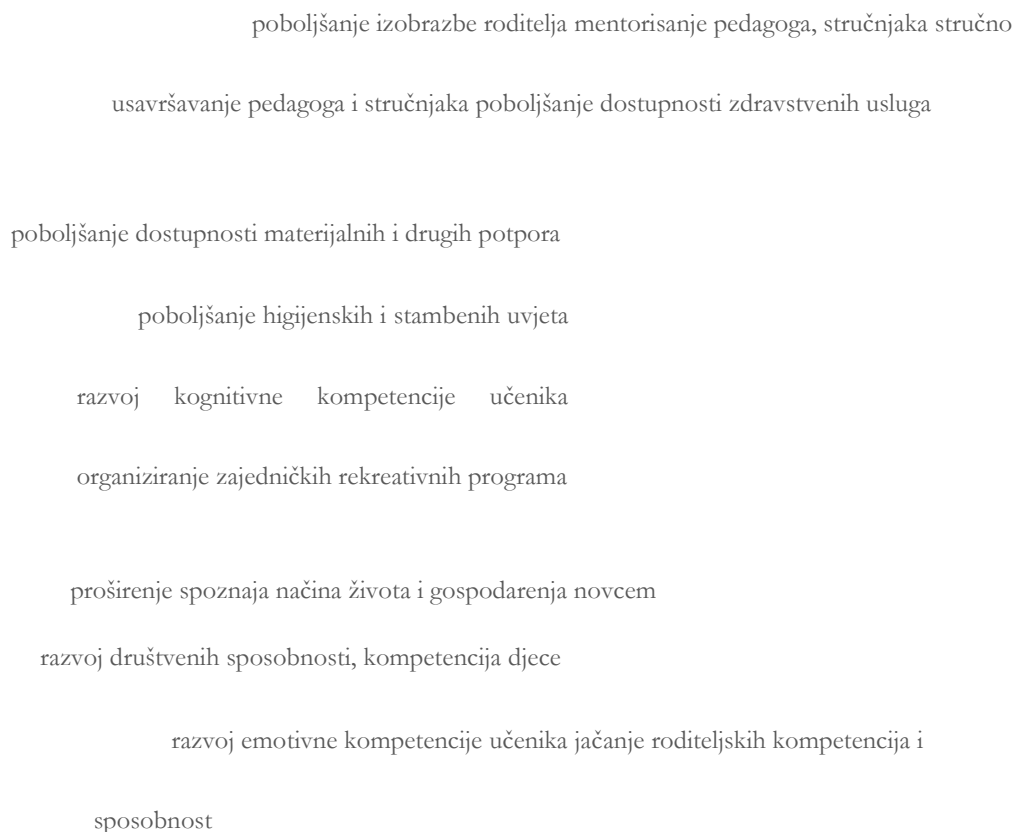 poboljšanje izobrazbe roditelja mentorisanje pedagoga, stručnjaka stručno
usavršavanje pedagoga i stručnjaka poboljšanje dostupnosti zdravstvenih usluga
poboljšanje dostupnosti materijalnih i drugih potpora
poboljšanje higijenskih i stambenih uvjeta
razvoj kognitivne kompetencije učenika
organiziranje zajedničkih rekreativnih programa
proširenje spoznaja načina života i gospodarenja novcem
razvoj društvenih sposobnosti, kompetencija djece
razvoj emotivne kompetencije učenika jačanje roditeljskih kompetencija i
sposobnost